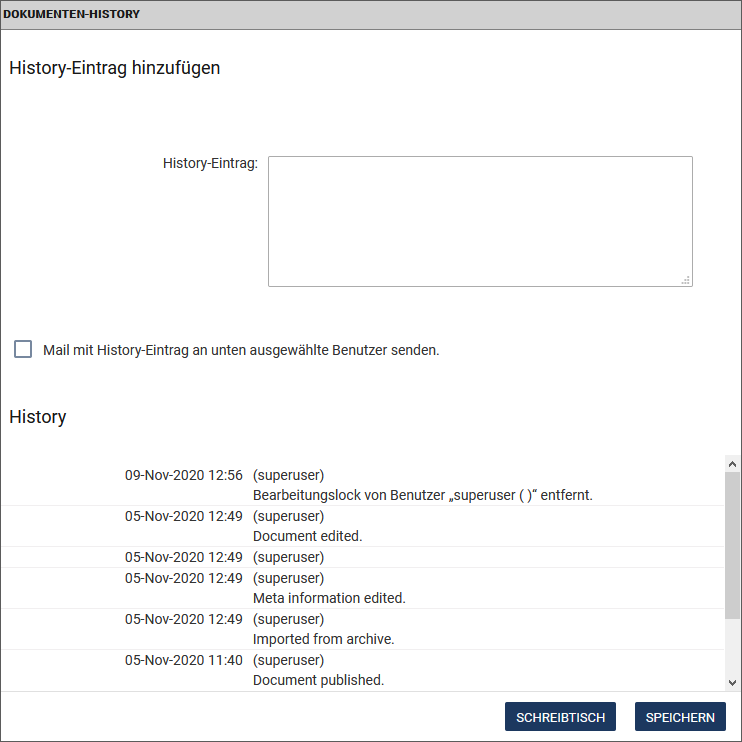 DOKUMENTEN-HISTORY
History-Eintrag hinzufügen
History-Eintrag:
Mail mit History-Eintrag an unten ausgewählte Benutzer senden.
History
09-Nov-2020 12:56 (superuser)
Bearbeitungslock von Benutzer „superuser ( )“ entfernt.
05-Nov-2020 12:49 (superuser)
Document edited.
05-Nov-2020 12:49 (superuser)
05-Nov-2020 12:49 (superuser)
Meta information edited.
05-Nov-2020 12:49 (superuser)
Imported from archive.
05-Nov-2020 11:40 (superuser)
Document published.
SCHREIBTISCH SPEICHERN